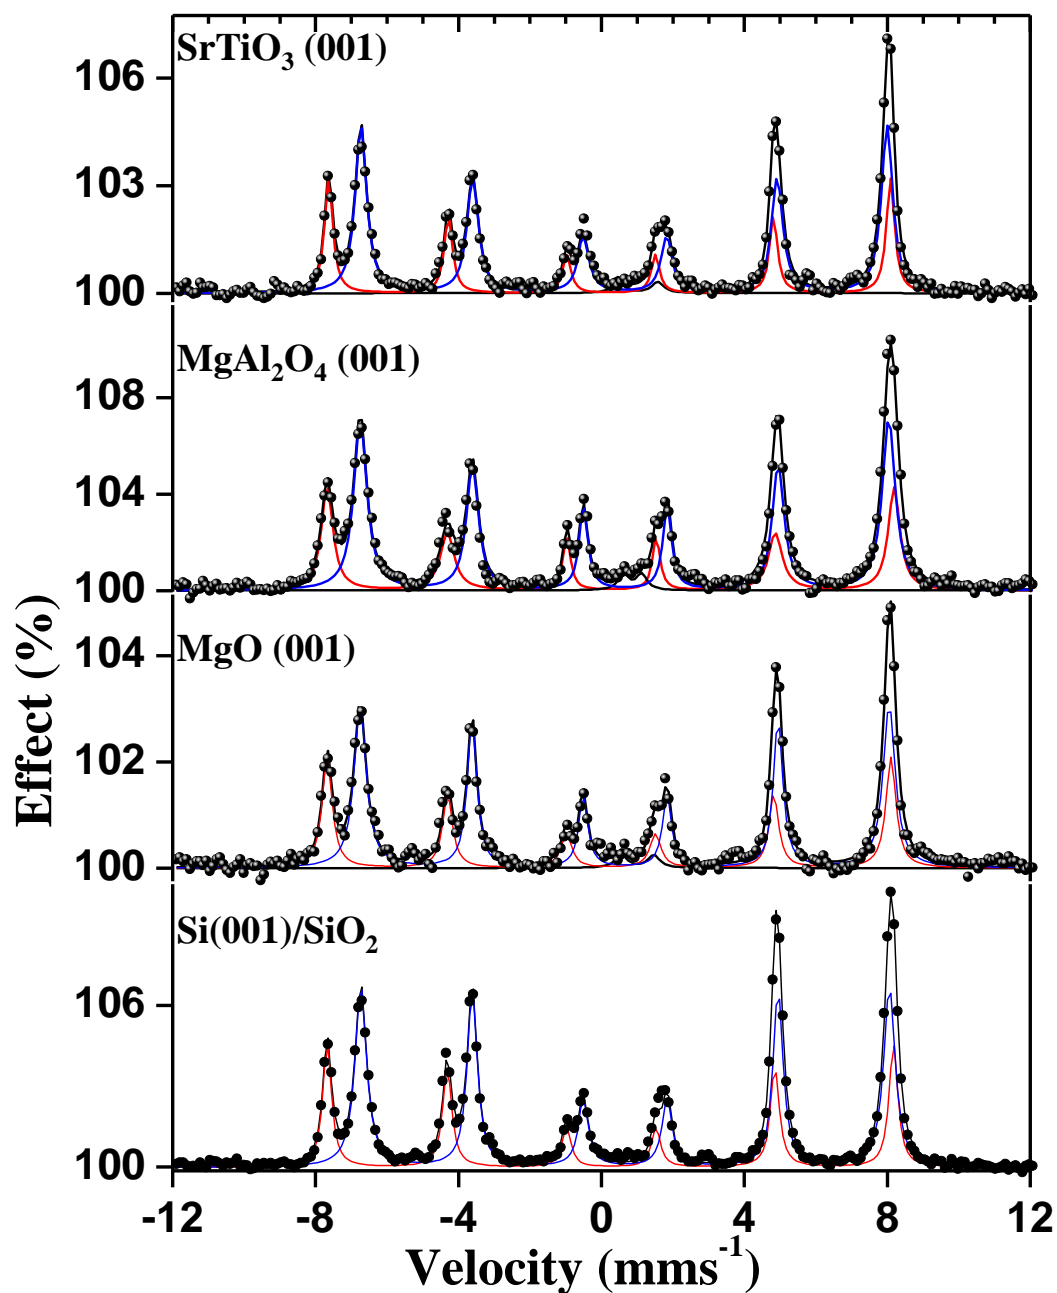 SrTiO₃ (001)
106
103
100
MgAl₂O₄ (001)
108
104
100
MgO (001)
104
102
100
Si(001)/SiO₂
106
100
Effect (%)
-12 -8 -4 0 4 8 12
Velocity (mms⁻¹)